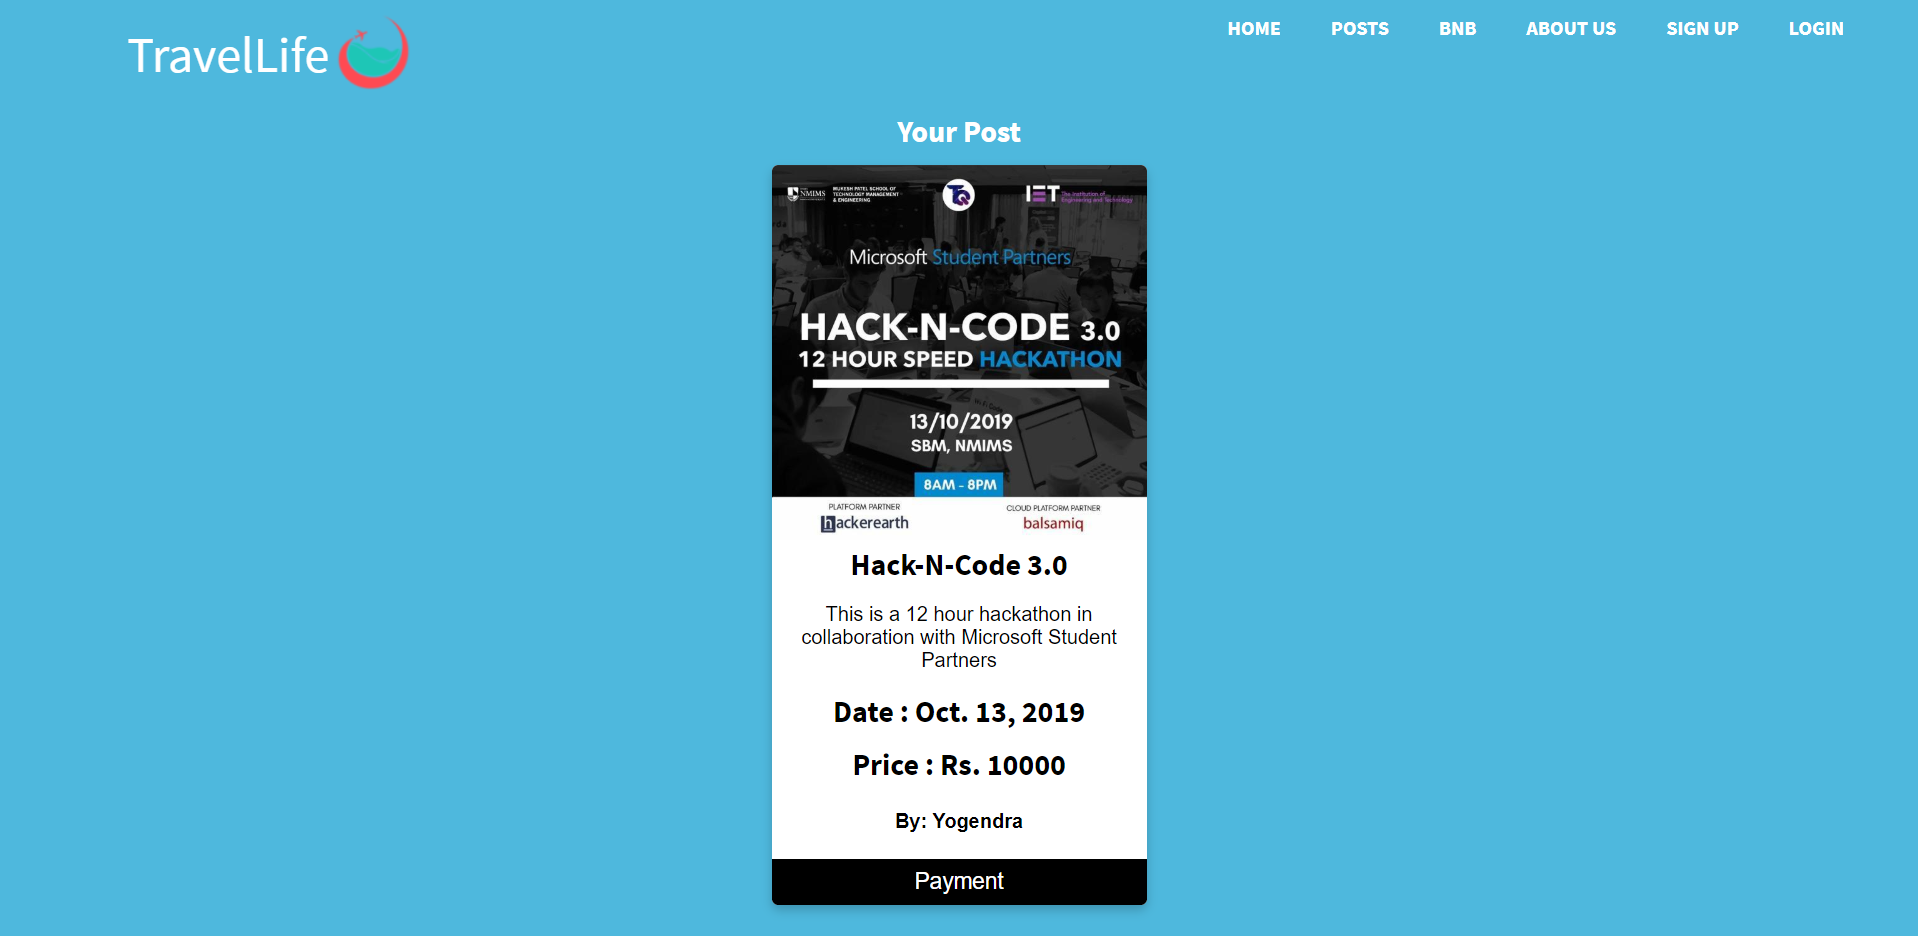 TravelLife
HOME POSTS BNB ABOUT US SIGN UP LOGIN
Your Post
NMIMS
MUKESH PATEL SCHOOL OF
TECHNOLOGY MANAGEMENT
& ENGINEERING
TQ
IET The Institution of
Engineering and Technology
Microsoft Student Partners
HACK-N-CODE 3.0
12 HOUR SPEED HACKATHON
13/10/2019
SBM, NMIMS
8AM - 8PM
PLATFORM PARTNER
hackerearth
CLOUD PLATFORM PARTNER
balsamiq
Hack-N-Code 3.0
This is a 12 hour hackathon in
collaboration with Microsoft Student
Partners
Date : Oct. 13, 2019
Price : Rs. 10000
By: Yogendra
Payment